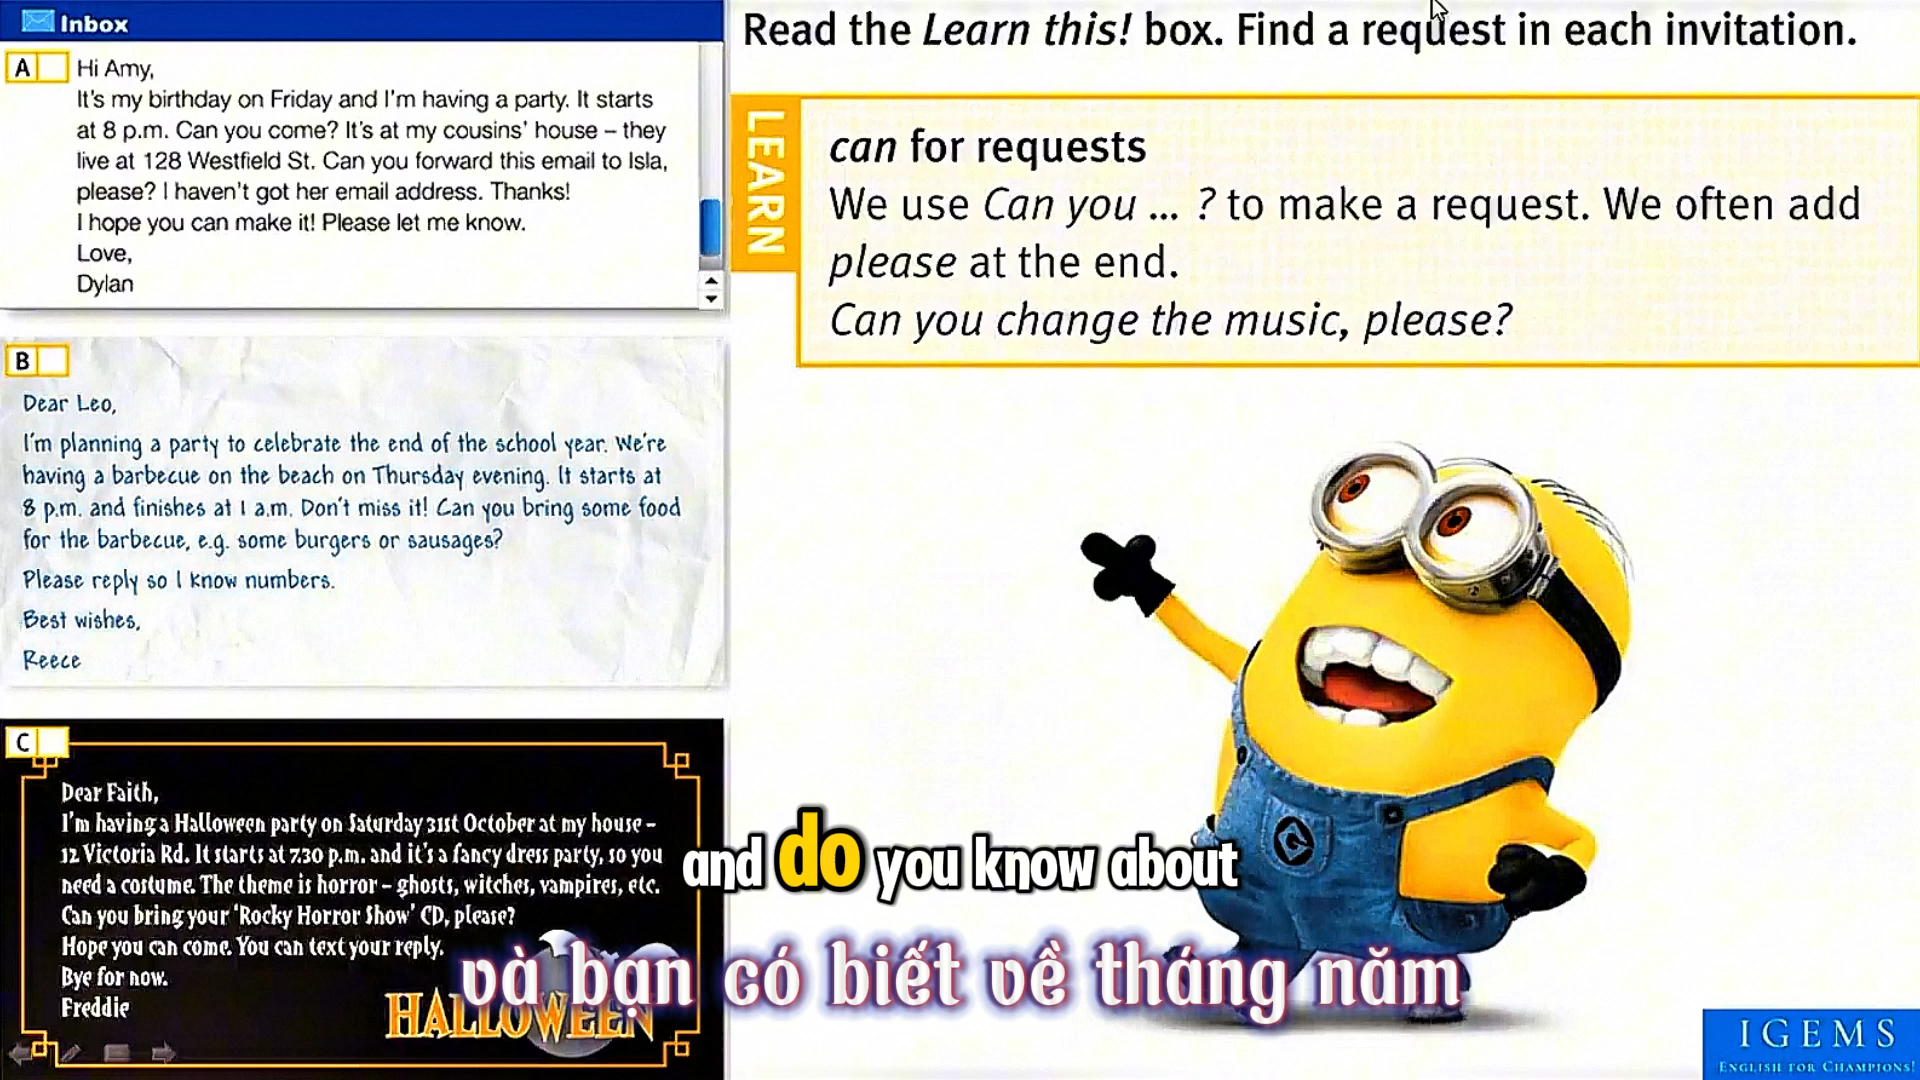 Inbox
A
Hi Amy,
It's my birthday on Friday and I'm having a party. It starts
at 8 p.m. Can you come? It's at my cousins' house – they
live at 128 Westfield St. Can you forward this email to Isla,
please? I haven't got her email address. Thanks!
I hope you can make it! Please let me know.
Love,
Dylan
B
Dear Leo,
I'm planning a party to celebrate the end of the school year. We're
having a barbecue on the beach on Thursday evening. It starts at
8 p.m. and finishes at 1 a.m. Don't miss it! Can you bring some food
for the barbecue, e.g. some burgers or sausages?
Please reply so I know numbers.
Best wishes,
Reece
C
Dear Faith,
I'm having a Halloween party on Saturday 31st October at my house –
12 Victoria Rd. It starts at 7.30 p.m. and it's a fancy dress party, so you
need a costume. The theme is horror – ghosts, witches, vampires, etc.
Can you bring your 'Rocky Horror Show' CD, please?
Hope you can come. You can text your reply.
Bye for now.
Freddie
HALLOWEEN
Read the Learn this! box. Find a request in each invitation.
LEARN
can for requests
We use Can you ... ? to make a request. We often add
please at the end.
Can you change the music, please?
and do you know about
và bạn có biết về tháng năm
IGEMS
ENGLISH FOR CHAMPIONS!